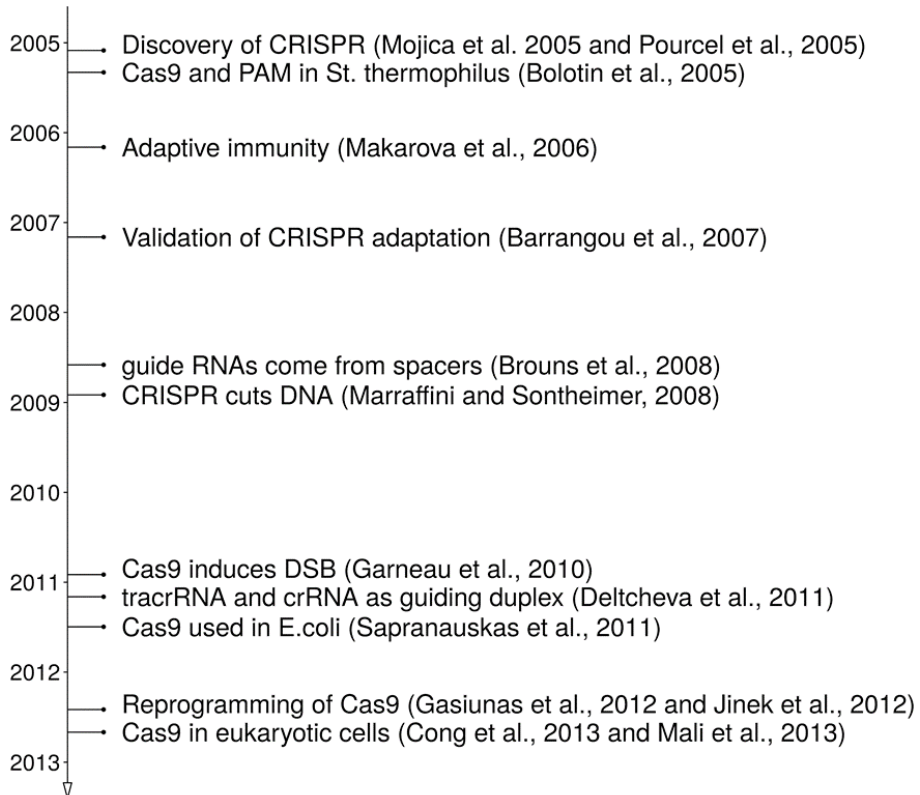 2005
Discovery of CRISPR (Mojica et al. 2005 and Pourcel et al., 2005)
Cas9 and PAM in St. thermophilus (Bolotin et al., 2005)
2006
Adaptive immunity (Makarova et al., 2006)
2007
Validation of CRISPR adaptation (Barrangou et al., 2007)
2008
guide RNAs come from spacers (Brouns et al., 2008)
CRISPR cuts DNA (Marraffini and Sontheimer, 2008)
2009
2010
Cas9 induces DSB (Garneau et al., 2010)
2011
tracrRNA and crRNA as guiding duplex (Deltcheva et al., 2011)
Cas9 used in E.coli (Sapranauskas et al., 2011)
2012
Reprogramming of Cas9 (Gasiunas et al., 2012 and Jinek et al., 2012)
Cas9 in eukaryotic cells (Cong et al., 2013 and Mali et al., 2013)
2013